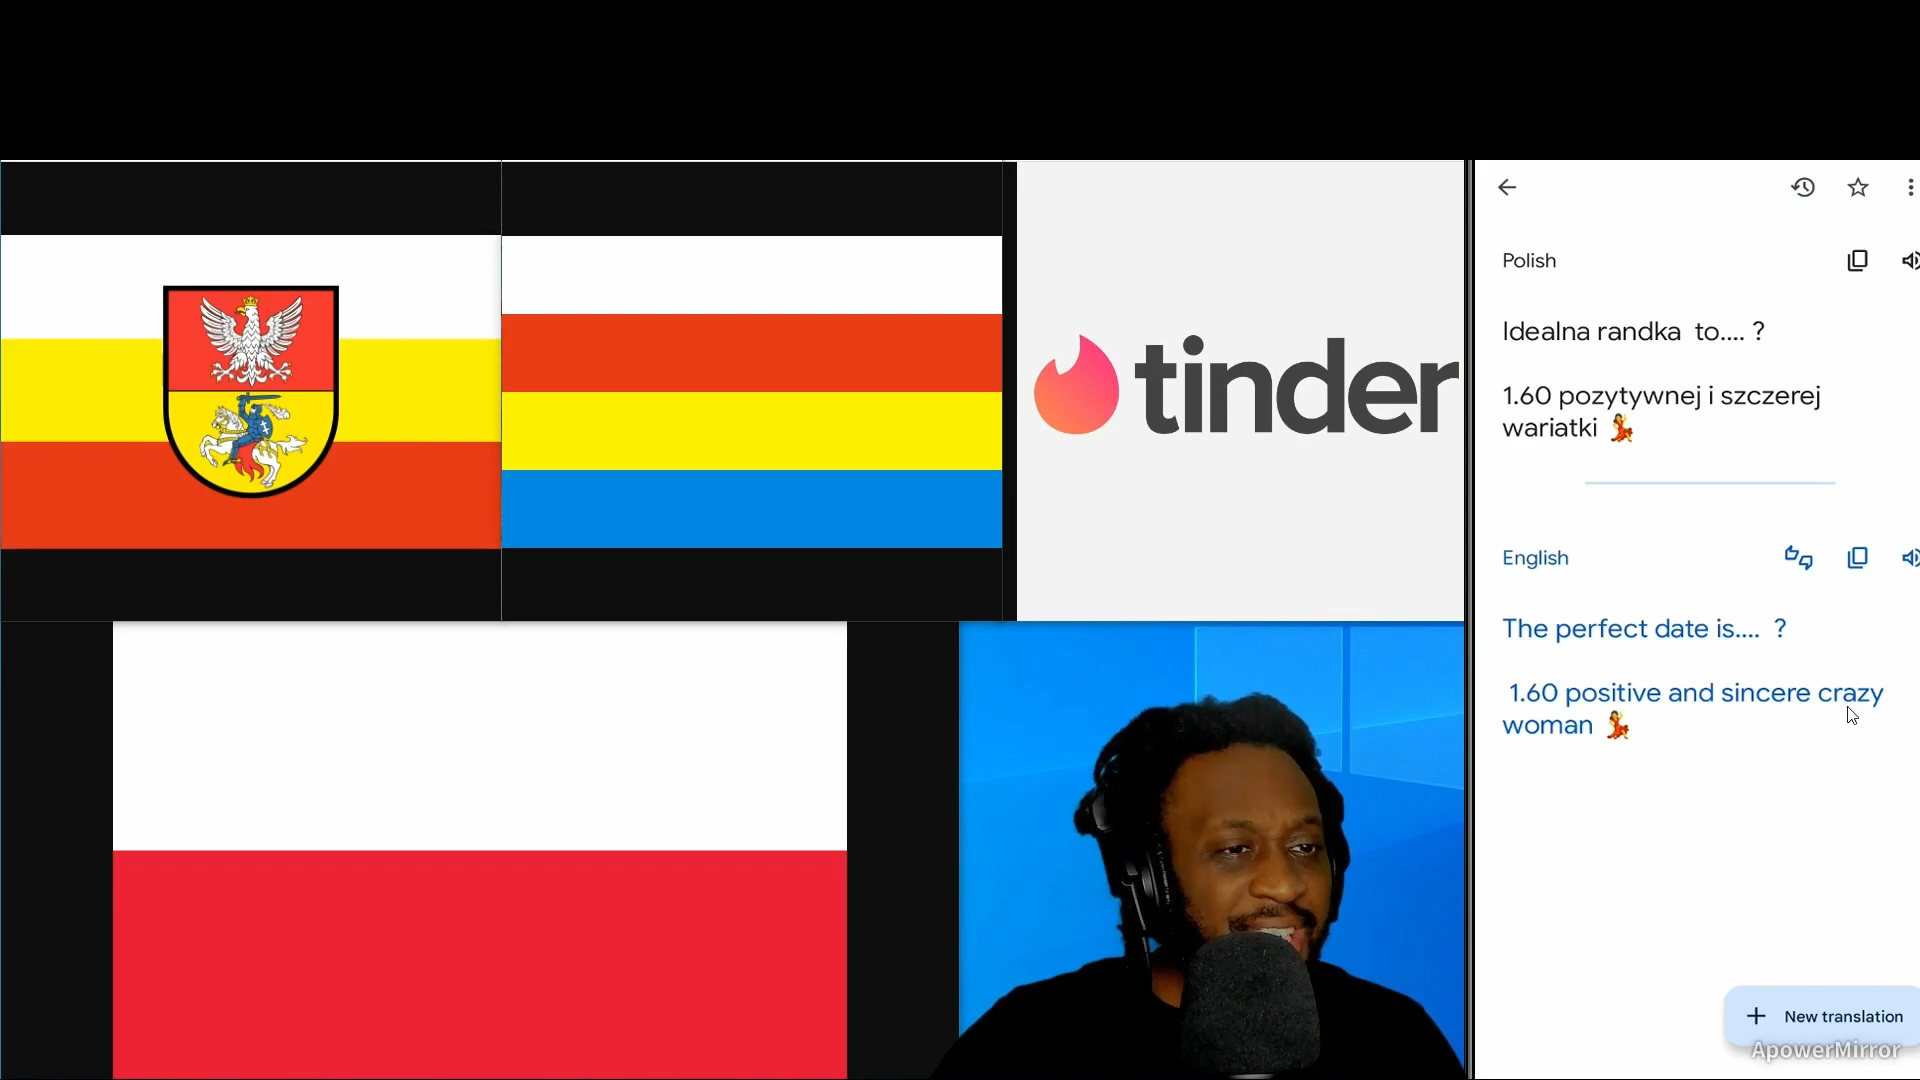 tinder
Polish
Idealna randka to.... ?
1.60 pozytywnej i szczerej
wariatki 💃
English
The perfect date is.... ?
1.60 positive and sincere crazy
woman 💃
New translation
ApowerMirror